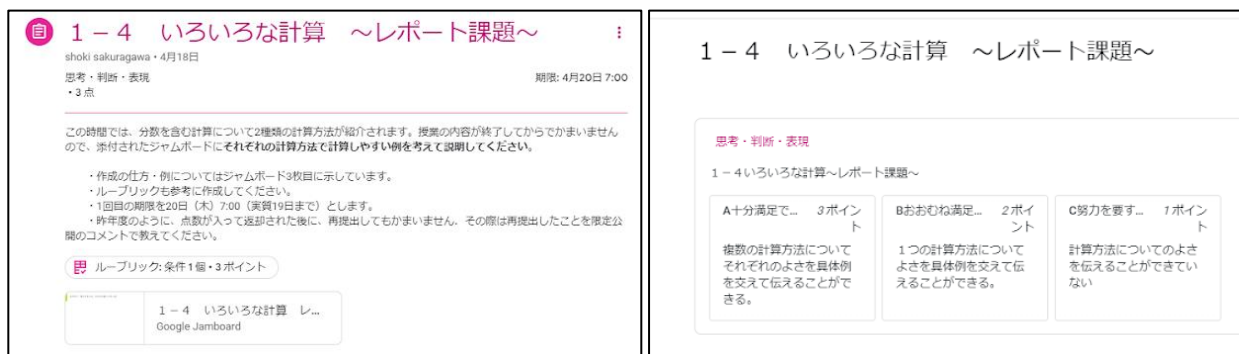 1－4　いろいろな計算　～レポート課題～
shoki sakuragawa • 4月18日
思考・判断・表現
期限: 4月20日 7:00
• 3 点
この時間では、分数を含む計算について2種類の計算方法が紹介されます。授業の内容が終了してからでかまいません
ので、添付されたジャムボードにそれぞれの計算方法で計算しやすい例を考えて説明してください。
・作成の仕方・例についてはジャムボード3枚目に示しています。
・ルーブリックも参考に作成してください。
・1回目の期限を20日（木）7:00（実質19日まで）とします。
・昨年度のように、点数が入って返却された後に、再提出してもかまいません。その際は再提出したことを限定公
開のコメントで教えてください。
ルーブリック: 条件 1 個 • 3 ポイント
1－4　いろいろな計算　レ...
Google Jamboard
1－4　いろいろな計算　～レポート課題～
思考・判断・表現
1－4いろいろな計算～レポート課題～
A十分満足で...　3ポイン
ト
複数の計算方法について
それぞれのよさを具体例
を交えて伝えることがで
きる。
Bおおむね満足...　2ポイ
ント
１つの計算方法について
よさを具体例を交えて伝
えることができる。
C努力を要す...　1ポイン
ト
計算方法についてのよさ
を伝えることができてい
ない